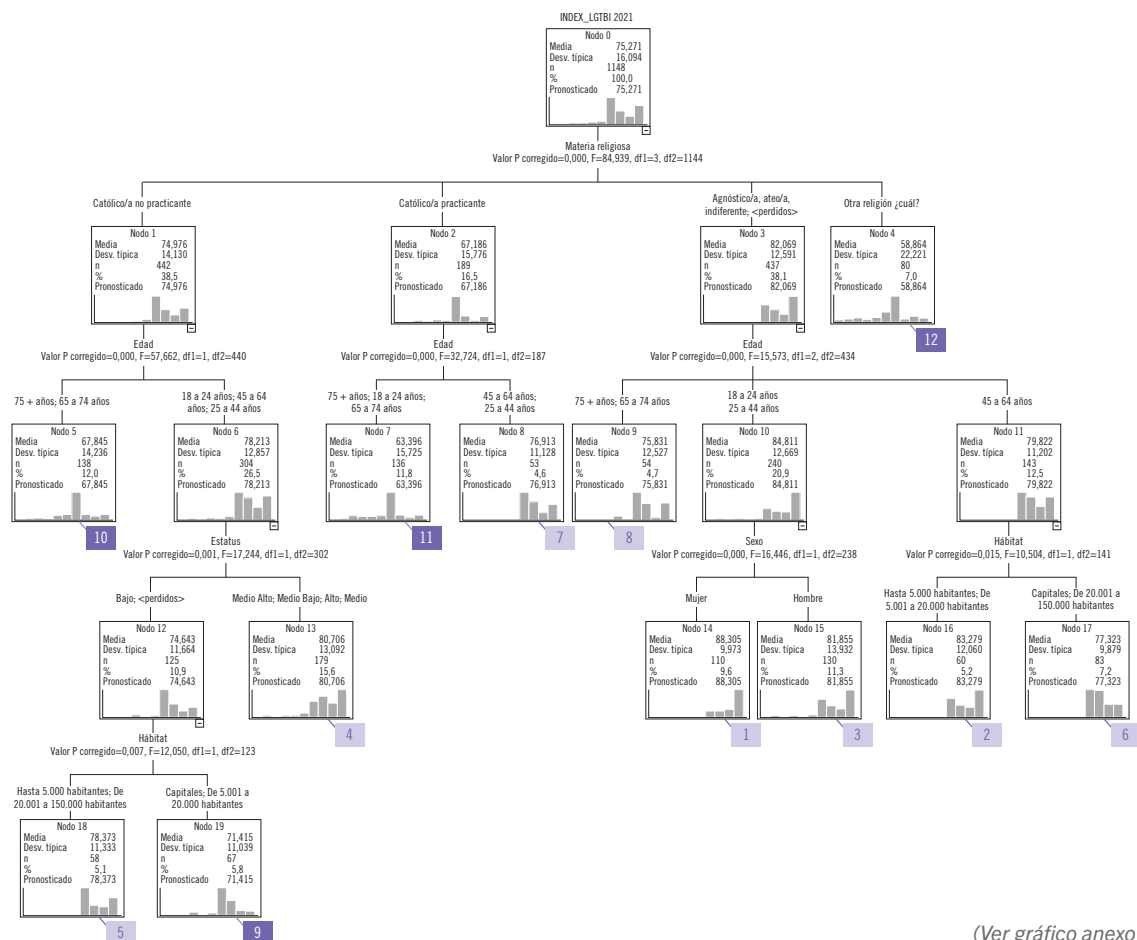 INDEX_LGTBI 2021
Nodo 0
Media 75,271
Desv. típica 16,094
n 1148
% 100,0
Pronosticado 75,271
Materia religiosa
Valor P corregido=0,000, F=84,939, df1=3, df2=1144
Católico/a no practicante
Nodo 1
Media 74,976
Desv. típica 14,130
n 442
% 38,5
Pronosticado 74,976
Católico/a practicante
Nodo 2
Media 67,186
Desv. típica 15,776
n 189
% 16,5
Pronosticado 67,186
Agnóstico/a, ateo/a,
indiferente; <perdidos>
Nodo 3
Media 82,069
Desv. típica 12,591
n 437
% 38,1
Pronosticado 82,069
Otra religión ¿cuál?
Nodo 4
Media 58,864
Desv. típica 22,221
n 80
% 7,0
Pronosticado 58,864
12
Edad
Valor P corregido=0,000, F=57,662, df1=1, df2=440
Edad
Valor P corregido=0,000, F=32,724, df1=1, df2=187
Edad
Valor P corregido=0,000, F=15,573, df1=2, df2=434
75 + años; 65 a 74 años
Nodo 5
Media 67,845
Desv. típica 14,236
n 138
% 12,0
Pronosticado 67,845
10
18 a 24 años; 45 a 64
años; 25 a 44 años
Nodo 6
Media 78,213
Desv. típica 12,857
n 304
% 26,5
Pronosticado 78,213
75 + años; 18 a 24 años;
65 a 74 años
Nodo 7
Media 63,396
Desv. típica 15,725
n 136
% 11,8
Pronosticado 63,396
11
45 a 64 años;
25 a 44 años
Nodo 8
Media 76,913
Desv. típica 11,128
n 53
% 4,6
Pronosticado 76,913
7
75 + años; 65 a 74 años
Nodo 9
Media 75,831
Desv. típica 12,527
n 54
% 4,7
Pronosticado 75,831
8
18 a 24 años
25 a 44 años
Nodo 10
Media 84,811
Desv. típica 12,669
n 240
% 20,9
Pronosticado 84,811
45 a 64 años
Nodo 11
Media 79,822
Desv. típica 11,202
n 143
% 12,5
Pronosticado 79,822
Estatus
Valor P corregido=0,001, F=17,244, df1=1, df2=302
Sexo
Valor P corregido=0,000, F=16,446, df1=1, df2=238
Hábitat
Valor P corregido=0,015, F=10,504, df1=1, df2=141
Bajo; <perdidos>
Nodo 12
Media 74,643
Desv. típica 11,664
n 125
% 10,9
Pronosticado 74,643
Medio Alto; Medio Bajo; Alto; Medio
Nodo 13
Media 80,706
Desv. típica 13,092
n 179
% 15,6
Pronosticado 80,706
4
Mujer
Nodo 14
Media 88,305
Desv. típica 9,973
n 110
% 9,6
Pronosticado 88,305
1
Hombre
Nodo 15
Media 81,855
Desv. típica 13,932
n 130
% 11,3
Pronosticado 81,855
3
Hasta 5.000 habitantes; De
5.001 a 20.000 habitantes
Nodo 16
Media 83,279
Desv. típica 12,060
n 60
% 5,2
Pronosticado 83,279
2
Capitales; De 20.001 a
150.000 habitantes
Nodo 17
Media 77,323
Desv. típica 9,879
n 83
% 7,2
Pronosticado 77,323
6
Hábitat
Valor P corregido=0,007, F=12,050, df1=1, df2=123
Hasta 5.000 habitantes; De
20.001 a 150.000 habitantes
Nodo 18
Media 78,373
Desv. típica 11,333
n 58
% 5,1
Pronosticado 78,373
5
Capitales; De 5.001 a
20.000 habitantes
Nodo 19
Media 71,415
Desv. típica 11,039
n 67
% 5,8
Pronosticado 71,415
9
(Ver gráfico anexo